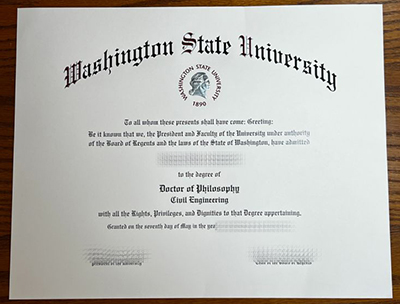 Washington State University
WASHINGTON STATE UNIVERSITY
1890
To all whom these presents shall have come; Greeting:
Be it known that we, the President and Faculty of the University under authority
of the Board of Regents and the laws of the State of Washington, have admitted
to the degree of
Doctor of Philosophy
Civil Engineering
with all the Rights, Privileges, and Dignities to that Degree appertaining.
Granted on the seventh day of May in the